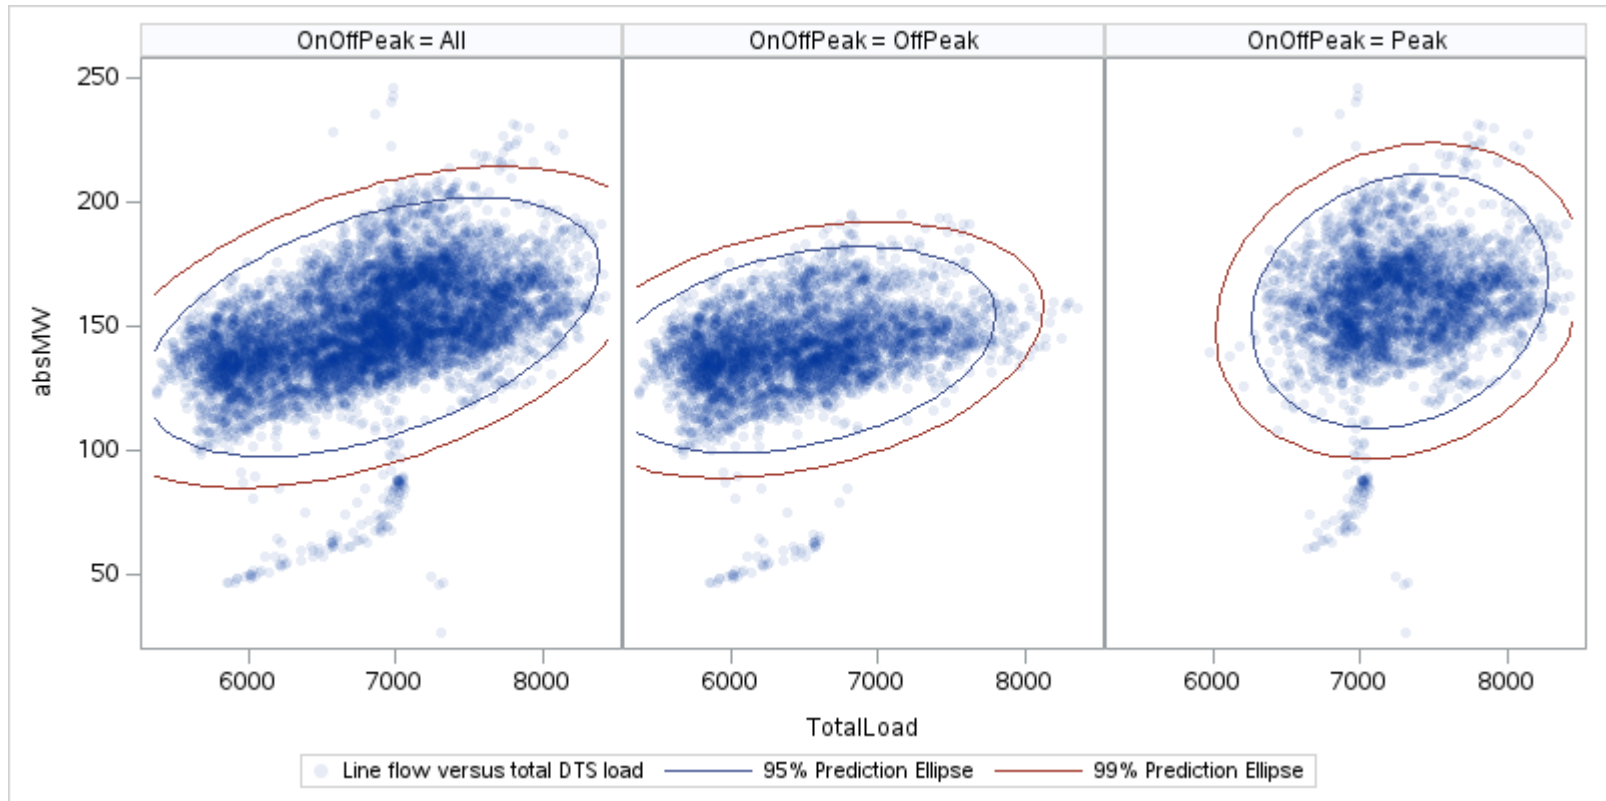 OnOffPeak = All
OnOffPeak = OffPeak
OnOffPeak = Peak
250
200
150
100
50
absMW
6000 7000 8000
6000 7000 8000
6000 7000 8000
TotalLoad
Line flow versus total DTS load
95% Prediction Ellipse
99% Prediction Ellipse